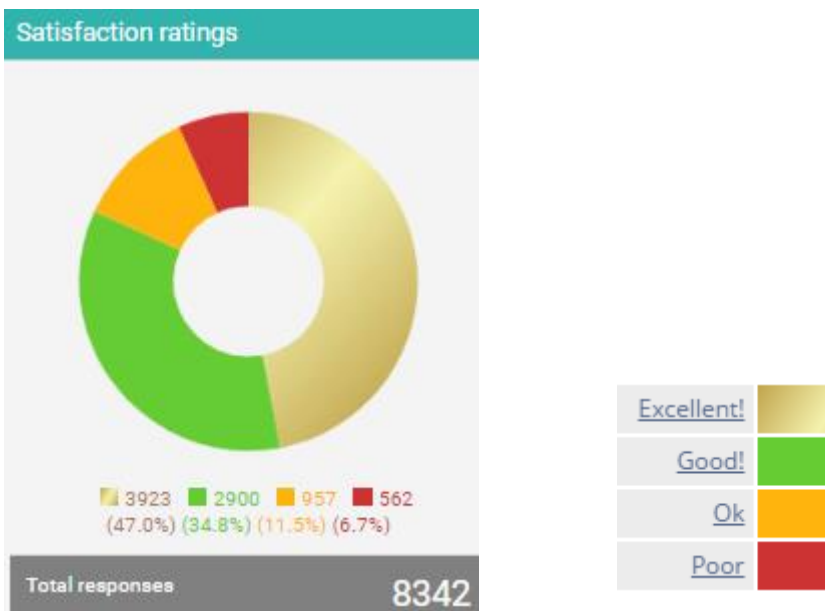 Satisfaction ratings
3923 2900 957 562
(47.0%) (34.8%) (11.5%) (6.7%)
Total responses 8342
Excellent!
Good!
Ok
Poor